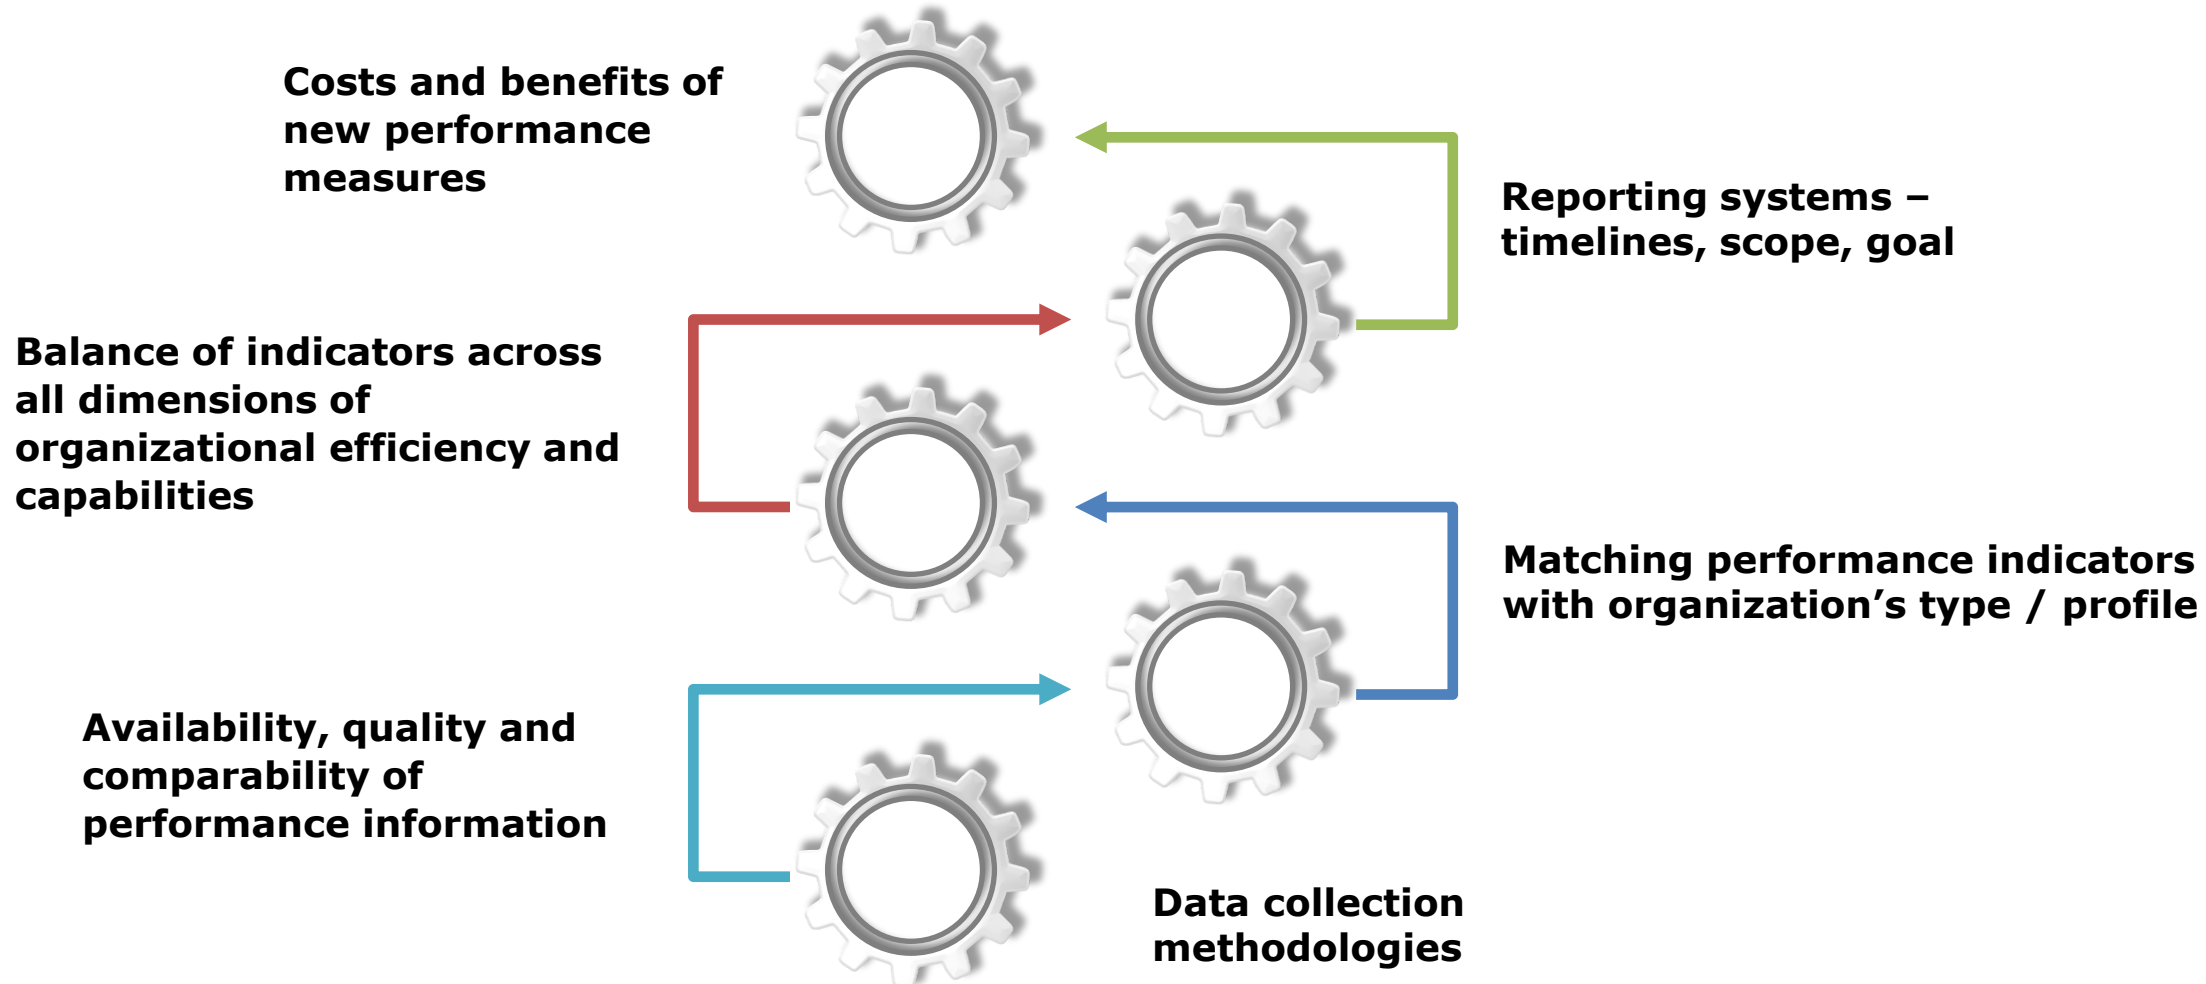 Costs and benefits of
new performance
measures
Reporting systems –
timelines, scope, goal
Balance of indicators across
all dimensions of
organizational efficiency and
capabilities
Matching performance indicators
with organization’s type / profile
Availability, quality and
comparability of
performance information
Data collection
methodologies